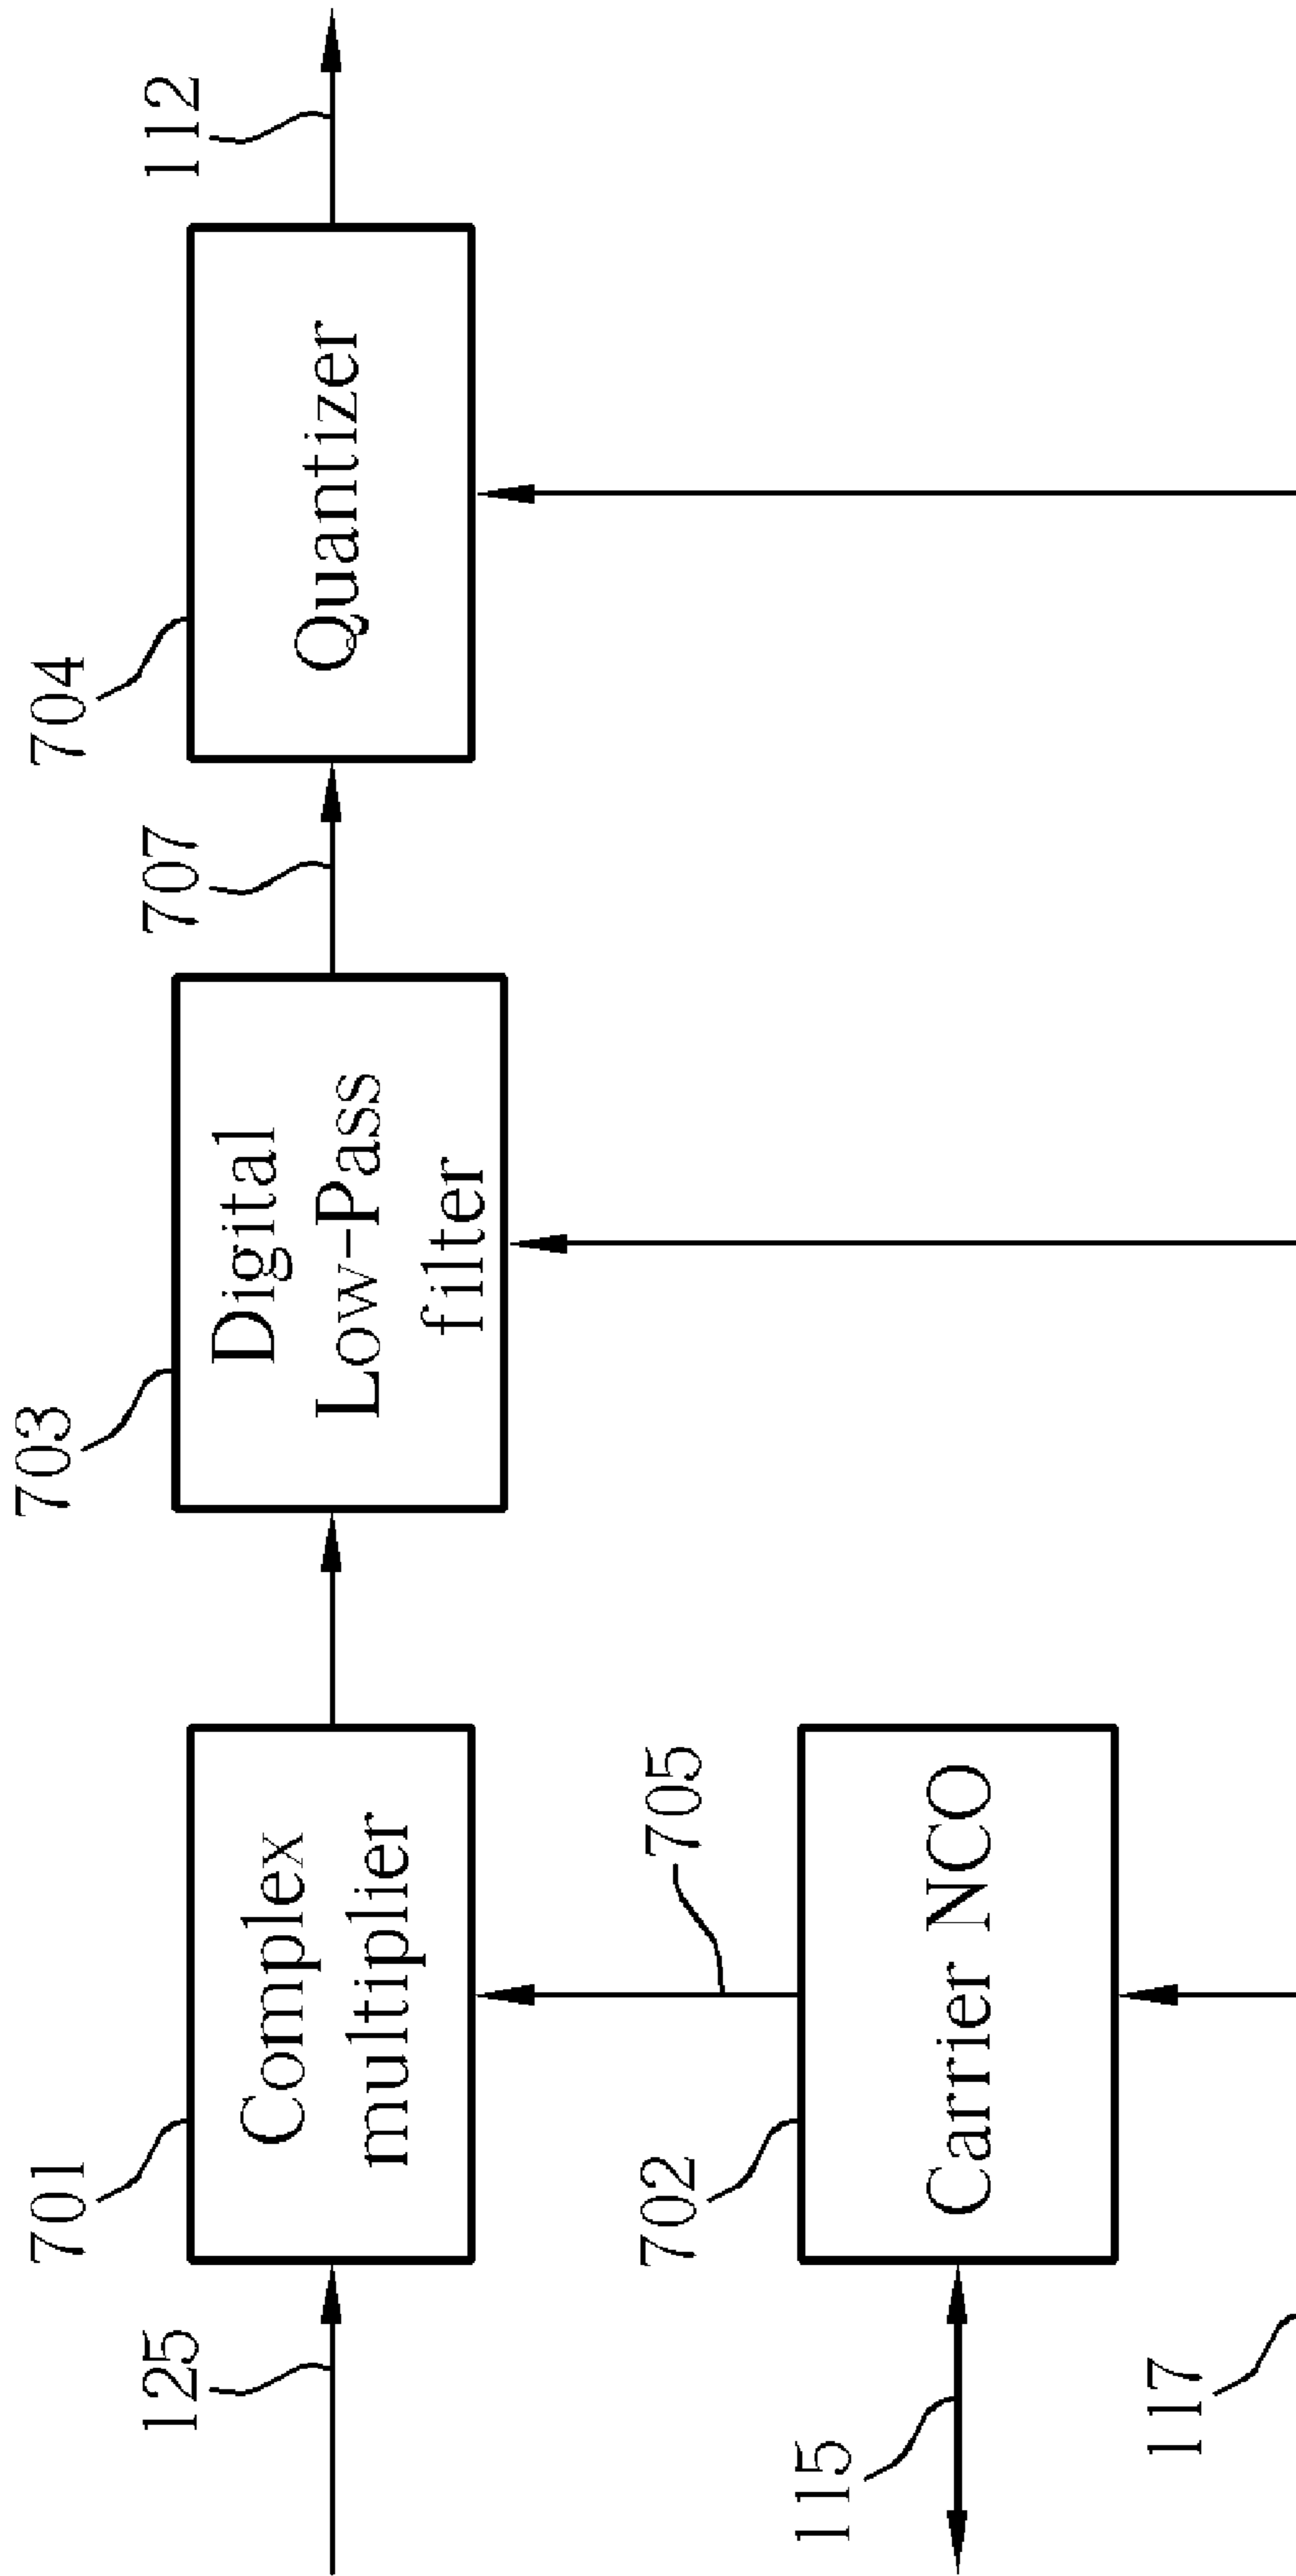 701
703
704
125
Complex
multiplier
Digital
Low-Pass
filter
707
Quantizer
112
702
705
115
Carrier NCO
117